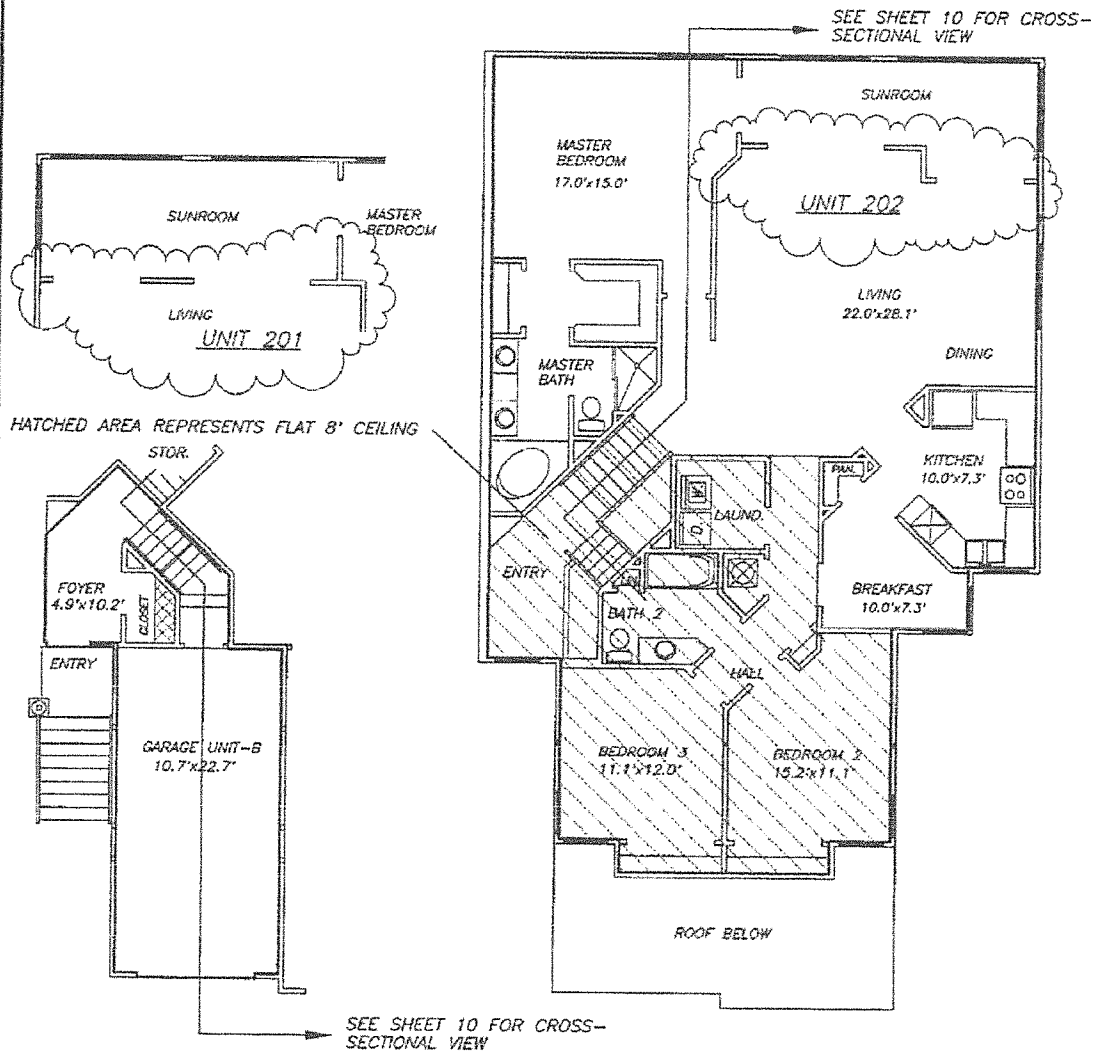 SEE SHEET 10 FOR CROSS-
SECTIONAL VIEW
SUNROOM
MASTER
BEDROOM
17.0'x15.0'
UNIT 202
SUNROOM
MASTER
BEDROOM
LIVING
UNIT 201
LIVING
22.0'x28.1'
DINING
MASTER
BATH
HATCHED AREA REPRESENTS FLAT 8' CEILING
STOR.
KITCHEN
10.0'x7.3'
PAN.
W
LAUND.
D
ENTRY
FOYER
4.9'x10.2'
CLOSET
BREAKFAST
10.0'x7.3'
BATH 2
ENTRY
HALL
GARAGE UNIT-B
10.7'x22.7'
BEDROOM 3
11.1'x12.0'
BEDROOM 2
15.2'x11.1'
ROOF BELOW
SEE SHEET 10 FOR CROSS-
SECTIONAL VIEW